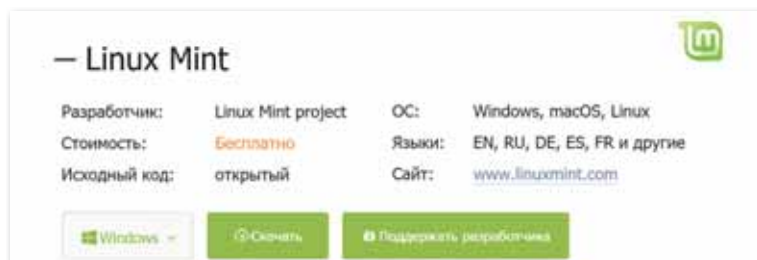 — Linux Mint
Разработчик: Linux Mint project ОС: Windows, macOS, Linux
Стоимость: Бесплатно Языки: EN, RU, DE, ES, FR и другие
Исходный код: открытый Сайт: www.linuxmint.com
Windows Скачать Поддержать разработчика